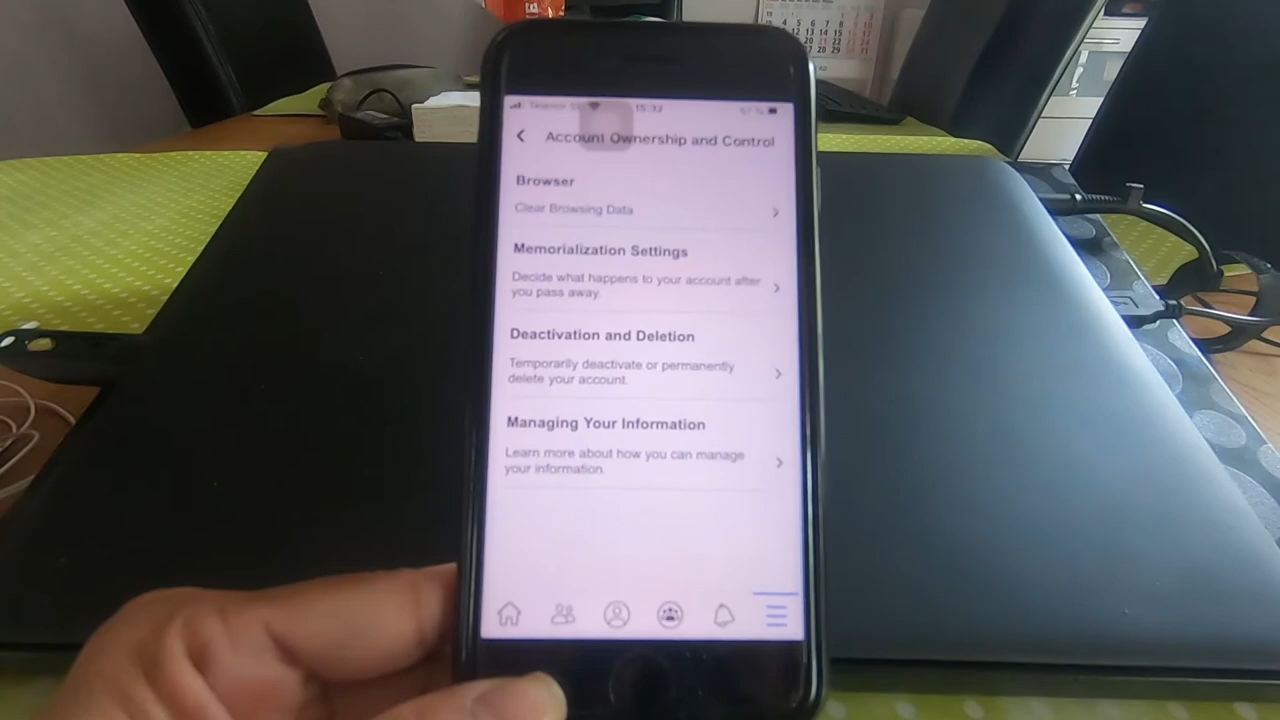 15:32
Account Ownership and Control
Browser
Clear Browsing Data
Memorialization Settings
Decide what happens to your account after
you pass away.
Deactivation and Deletion
Temporarily deactivate or permanently
delete your account.
Managing Your Information
Learn more about how you can manage
your information.